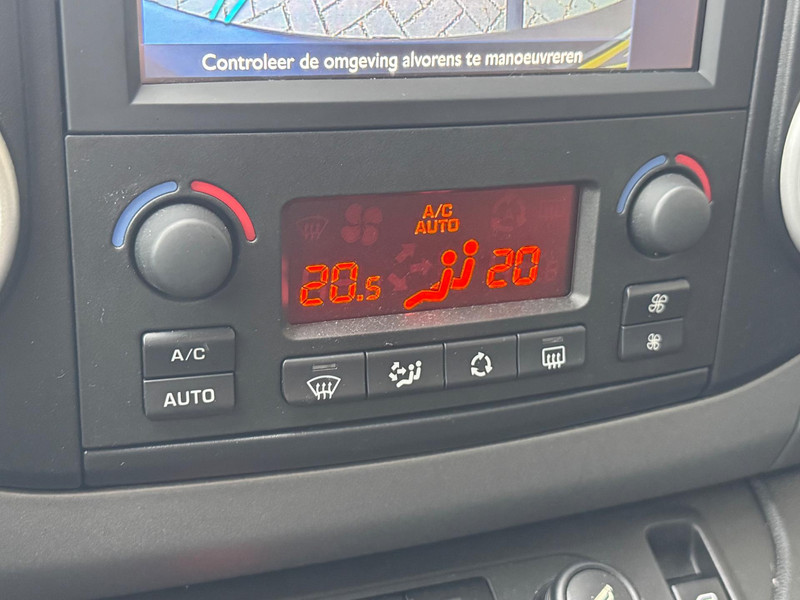 Controleer de omgeving alvorens te manoeuvreren
A/C
AUTO
20.5 20
A/C
AUTO